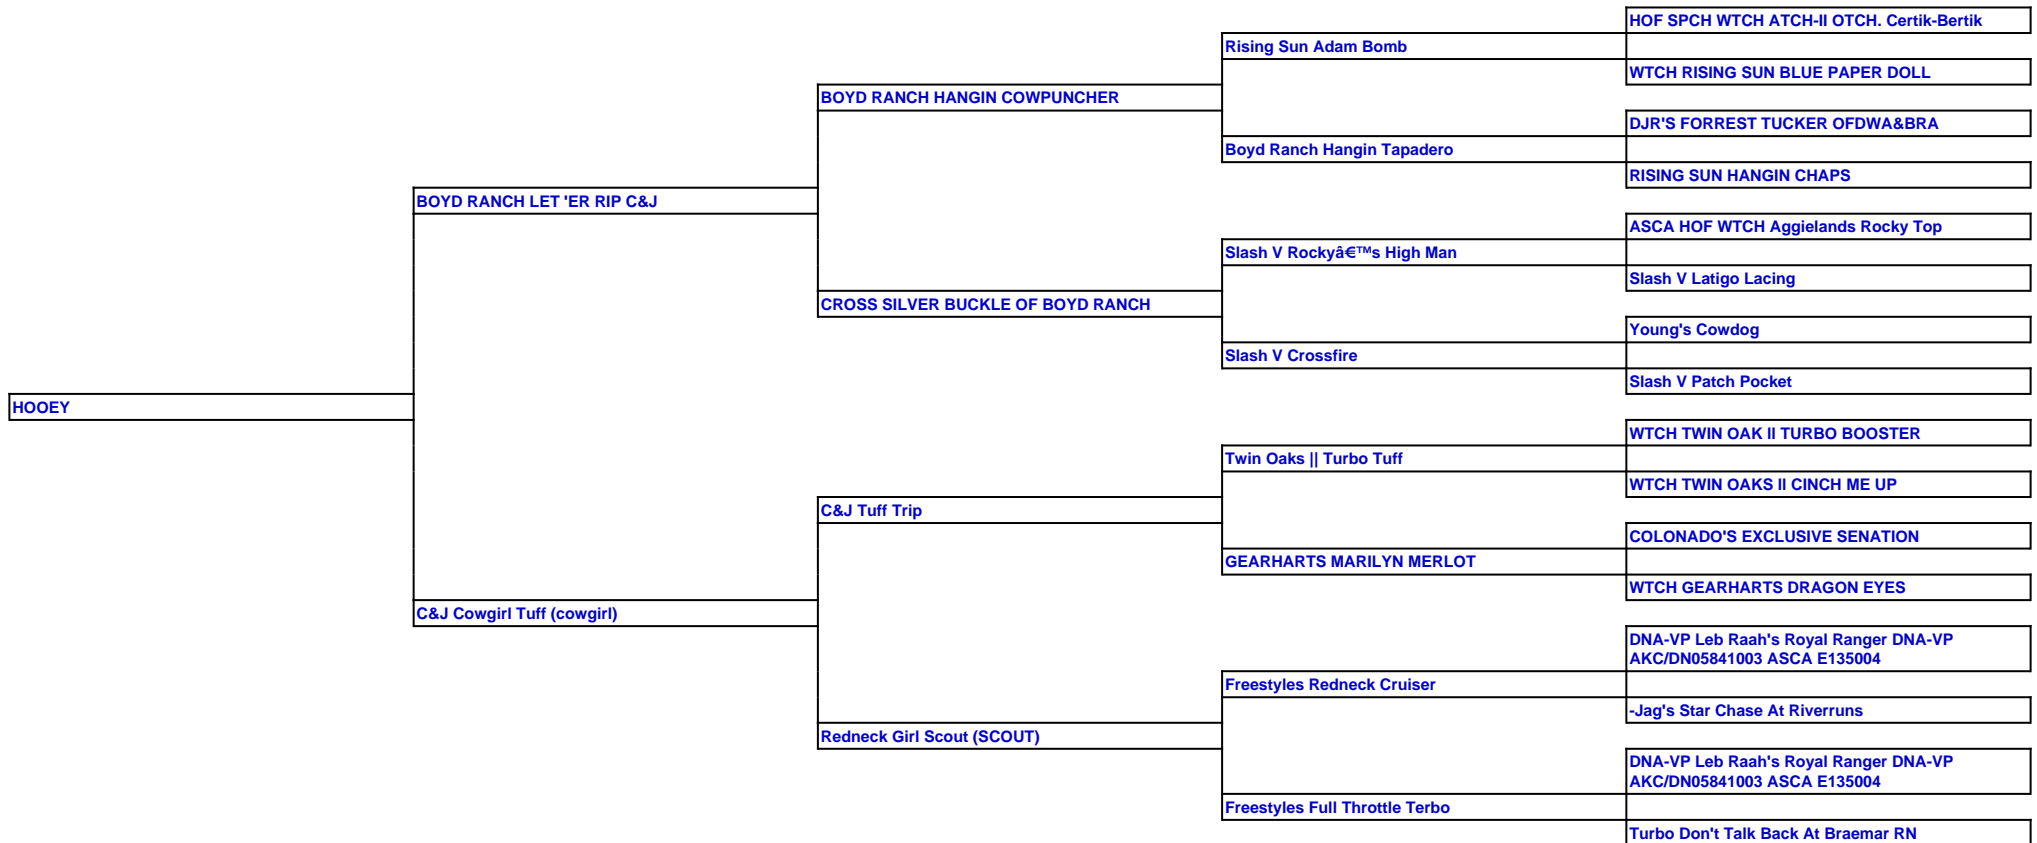 HOF SPCH WTCH ATCH-II OTCH. Certik-Bertik
Rising Sun Adam Bomb
WTCH RISING SUN BLUE PAPER DOLL
BOYD RANCH HANGIN COWPUNCHER
DJR'S FORREST TUCKER OFDWA&BRA
Boyd Ranch Hangin Tapadero
RISING SUN HANGIN CHAPS
BOYD RANCH LET 'ER RIP C&J
ASCA HOF WTCH Aggielands Rocky Top
Slash V Rockyâ€™s High Man
Slash V Latigo Lacing
CROSS SILVER BUCKLE OF BOYD RANCH
Young's Cowdog
Slash V Crossfire
Slash V Patch Pocket
HOOEY
WTCH TWIN OAK II TURBO BOOSTER
Twin Oaks || Turbo Tuff
WTCH TWIN OAKS II CINCH ME UP
C&J Tuff Trip
COLONADO'S EXCLUSIVE SENATION
GEARHARTS MARILYN MERLOT
WTCH GEARHARTS DRAGON EYES
C&J Cowgirl Tuff (cowgirl)
DNA-VP Leb Raah's Royal Ranger DNA-VP
AKC/DN05841003 ASCA E135004
Freestyles Redneck Cruiser
-Jag's Star Chase At Riverruns
Redneck Girl Scout (SCOUT)
DNA-VP Leb Raah's Royal Ranger DNA-VP
AKC/DN05841003 ASCA E135004
Freestyles Full Throttle Terbo
Turbo Don't Talk Back At Braemar RN